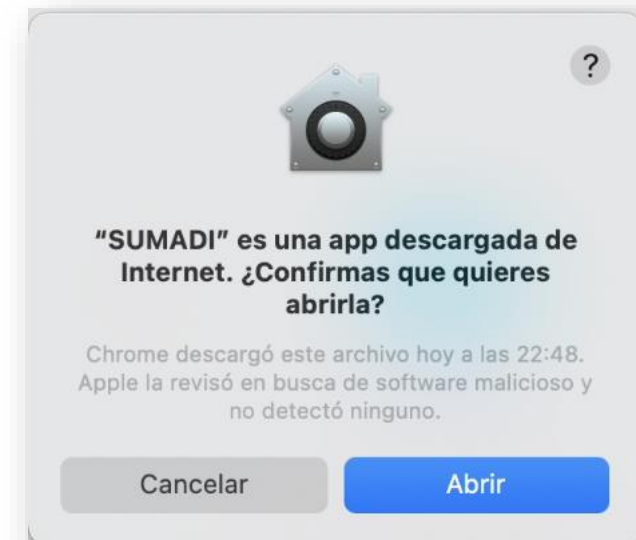 ?
“SUMADI” es una app descargada de
Internet. ¿Confirmas que quieres
abrirla?
Chrome descargó este archivo hoy a las 22:48.
Apple la revisó en busca de software malicioso y
no detectó ninguno.
Cancelar
Abrir